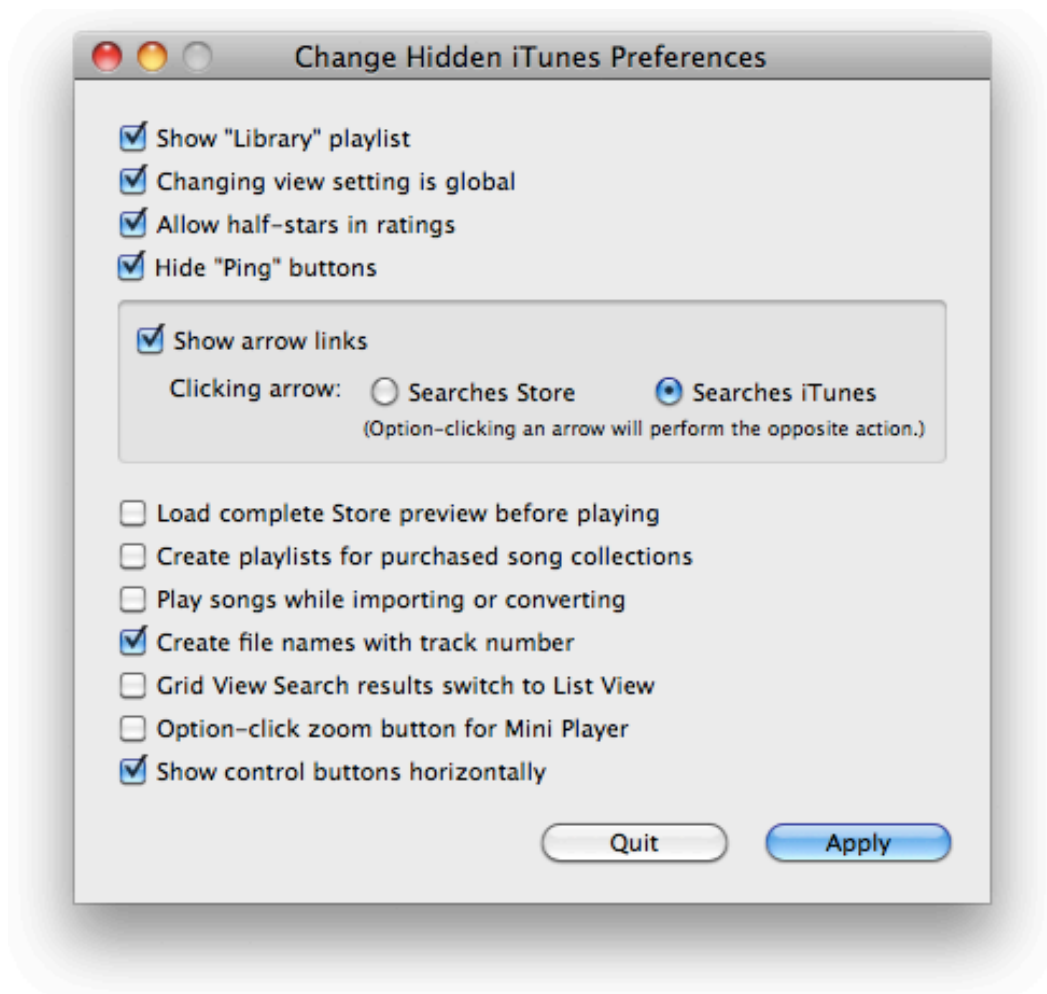 Change Hidden iTunes Preferences
Show "Library" playlist
Changing view setting is global
Allow half-stars in ratings
Hide "Ping" buttons
Show arrow links
Clicking arrow: Searches Store Searches iTunes
(Option-clicking an arrow will perform the opposite action.)
Load complete Store preview before playing
Create playlists for purchased song collections
Play songs while importing or converting
Create file names with track number
Grid View Search results switch to List View
Option-click zoom button for Mini Player
Show control buttons horizontally
Quit Apply